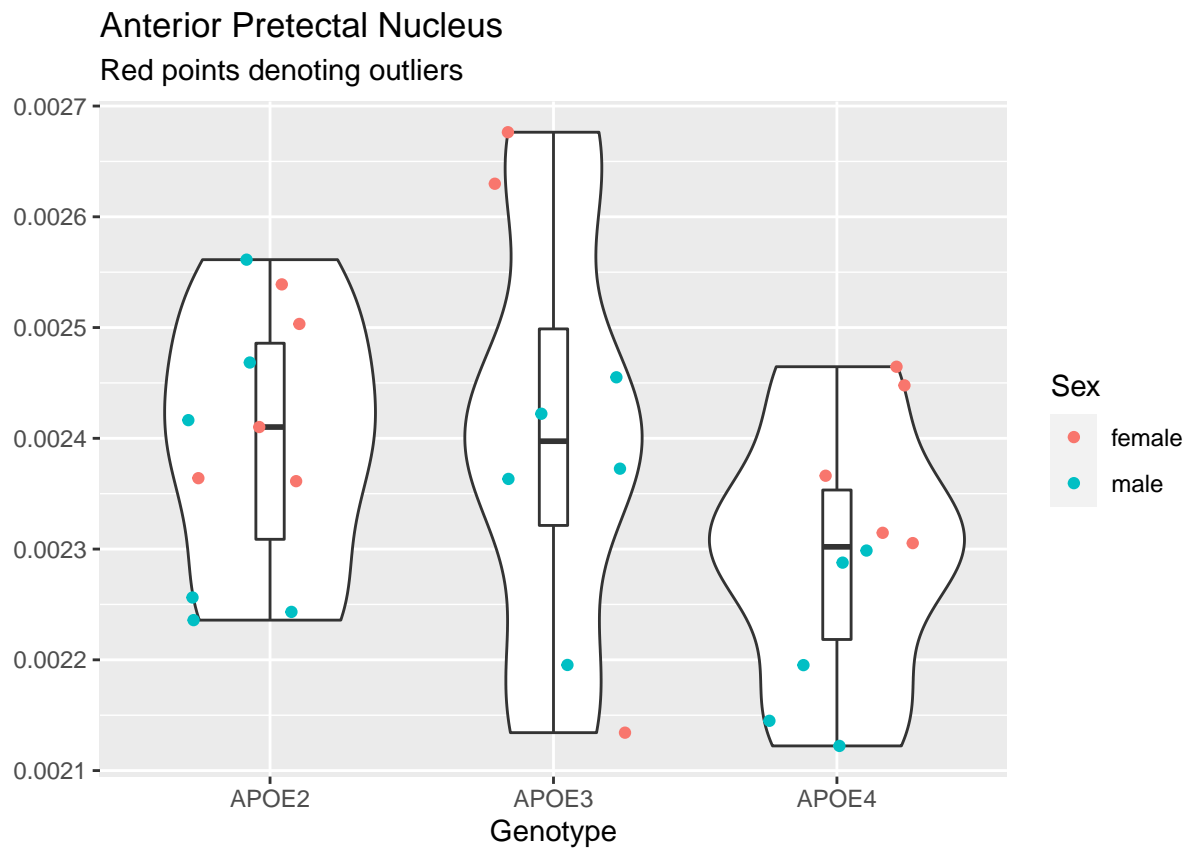 Anterior Pretectal Nucleus
Red points denoting outliers
0.0027
0.0026
0.0025
0.0024
0.0023
0.0022
0.0021
APOE2 APOE3 APOE4
Genotype
Sex
female
male